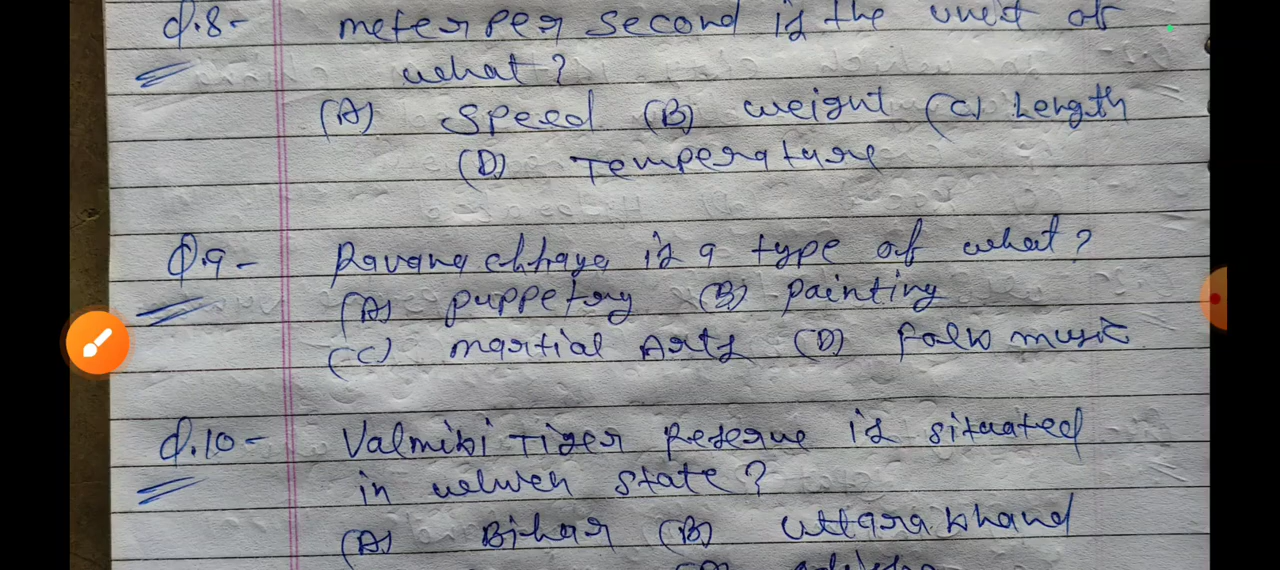 Q.8- meter per second is the unit of
what?
(A) Speed (B) weight (C) Length
(D) Temperature
Q.9- Ravana chhaya is a type of what?
(A) puppetry (B) painting
(C) martial Arts (D) folk music
Q.10- Valmiki Tiger Reserve is situated
in which state?
(A) Bihar (B) Uttarakhand